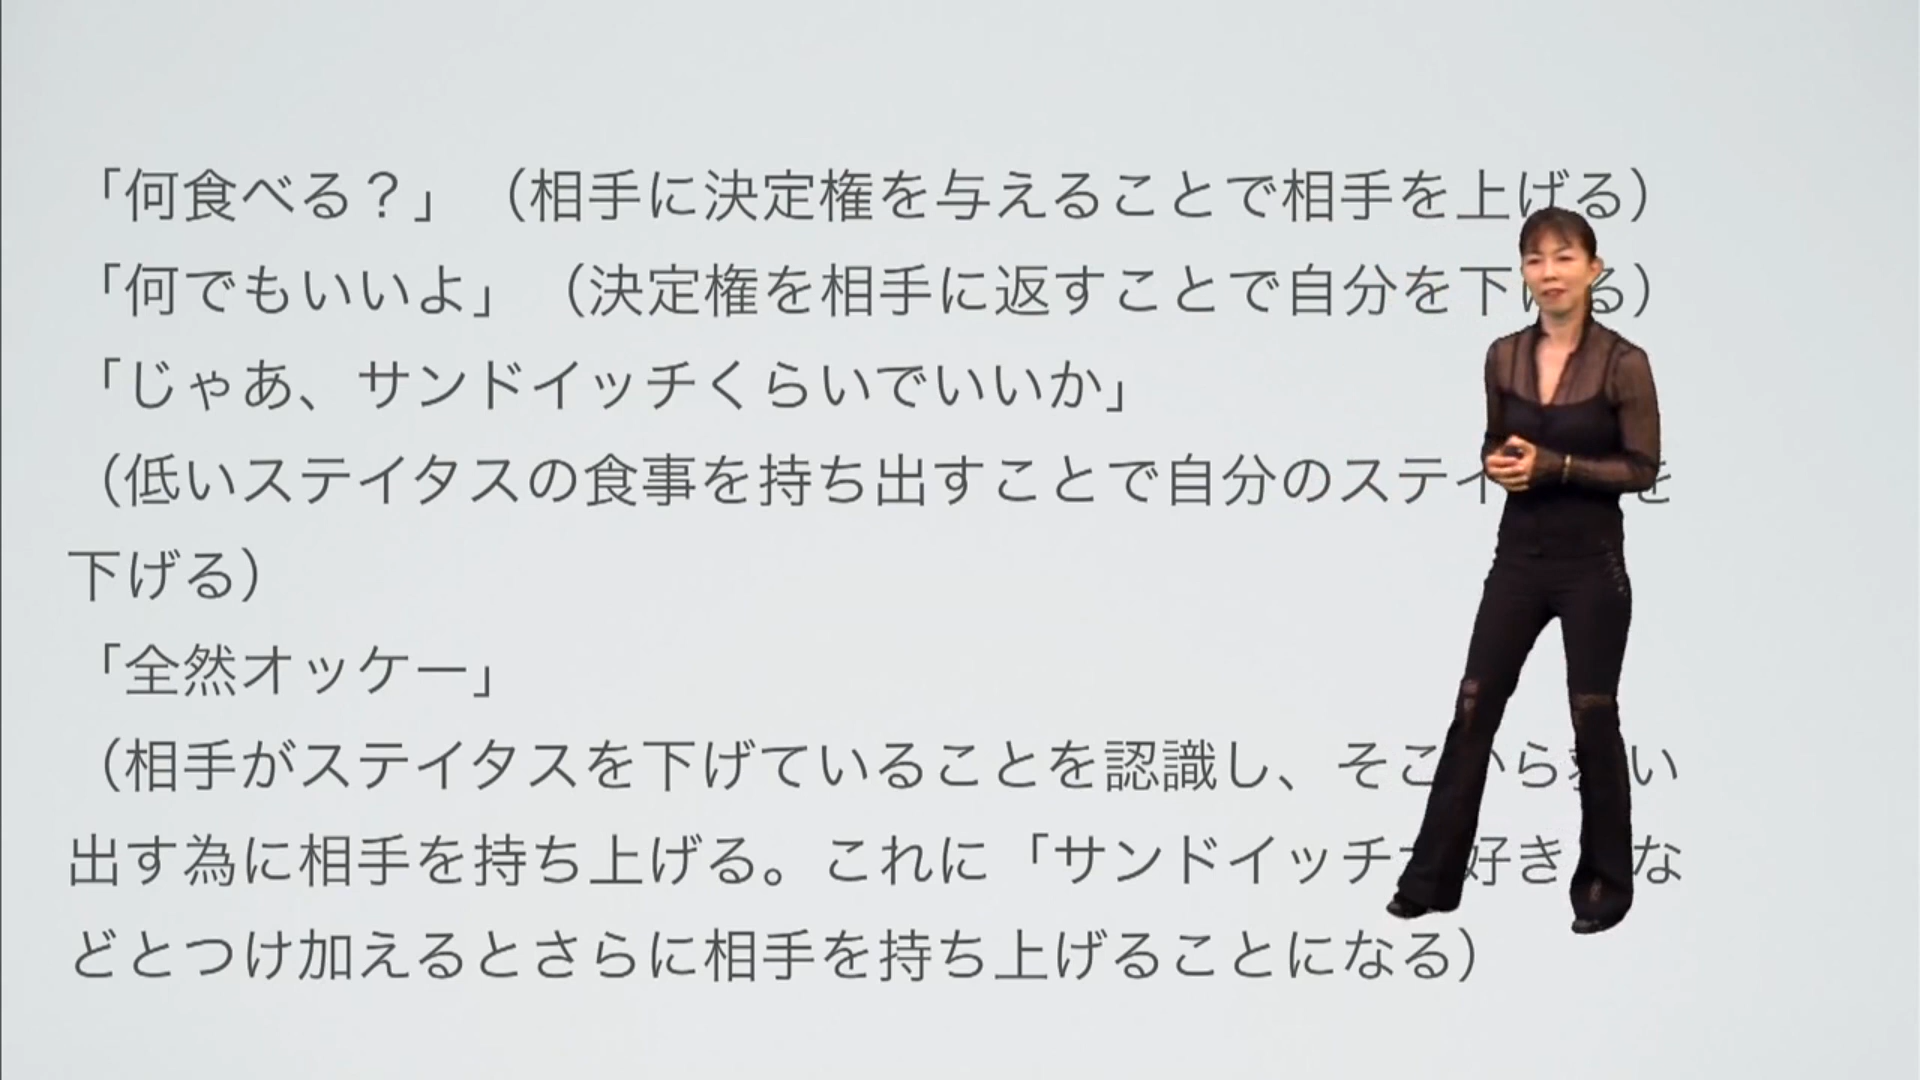 「何食べる？」（相手に決定権を与えることで相手を上げる）
「何でもいいよ」（決定権を相手に返すことで自分を下げる）
「じゃあ、サンドイッチくらいでいいか」
（低いステイタスの食事を持ち出すことで自分のステイ を
下げる）
「全然オッケー」
（相手がステイタスを下げていることを認識し、そこから い
出す為に相手を持ち上げる。これに「サンドイッチ 好き な
どとつけ加えるとさらに相手を持ち上げることになる）